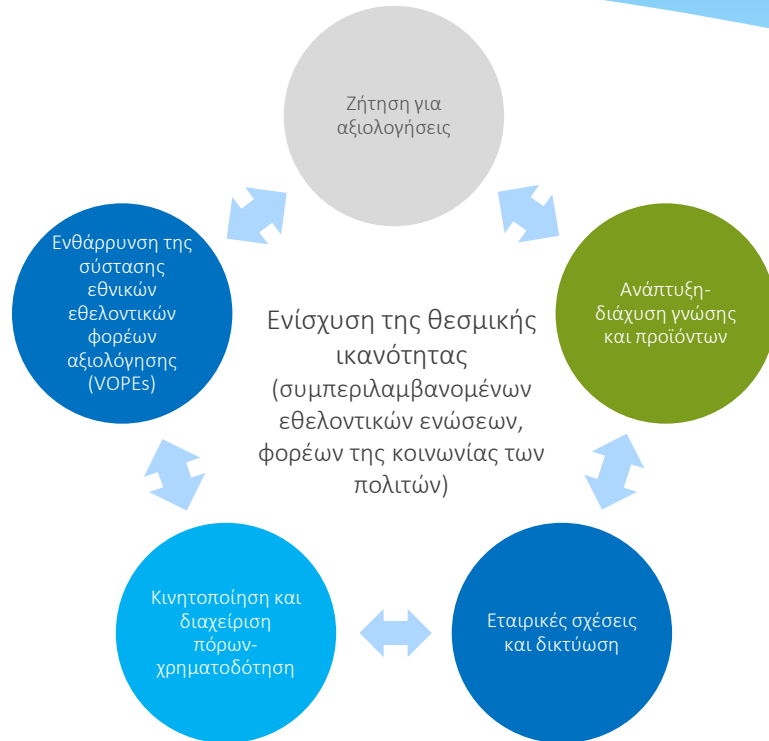 Ζήτηση για
αξιολογήσεις
Ενθάρρυνση της
σύστασης
εθνικών
εθελοντικών
φορέων
αξιολόγησης
(VOPEs)
Ανάπτυξη-
διάχυση γνώσης
και προϊόντων
Ενίσχυση της θεσμικής
ικανότητας
(συμπεριλαμβανομένων
εθελοντικών ενώσεων,
φορέων της κοινωνίας των
πολιτών)
Κινητοποίηση και
διαχείριση
πόρων-
χρηματοδότηση
Εταιρικές σχέσεις
και δικτύωση